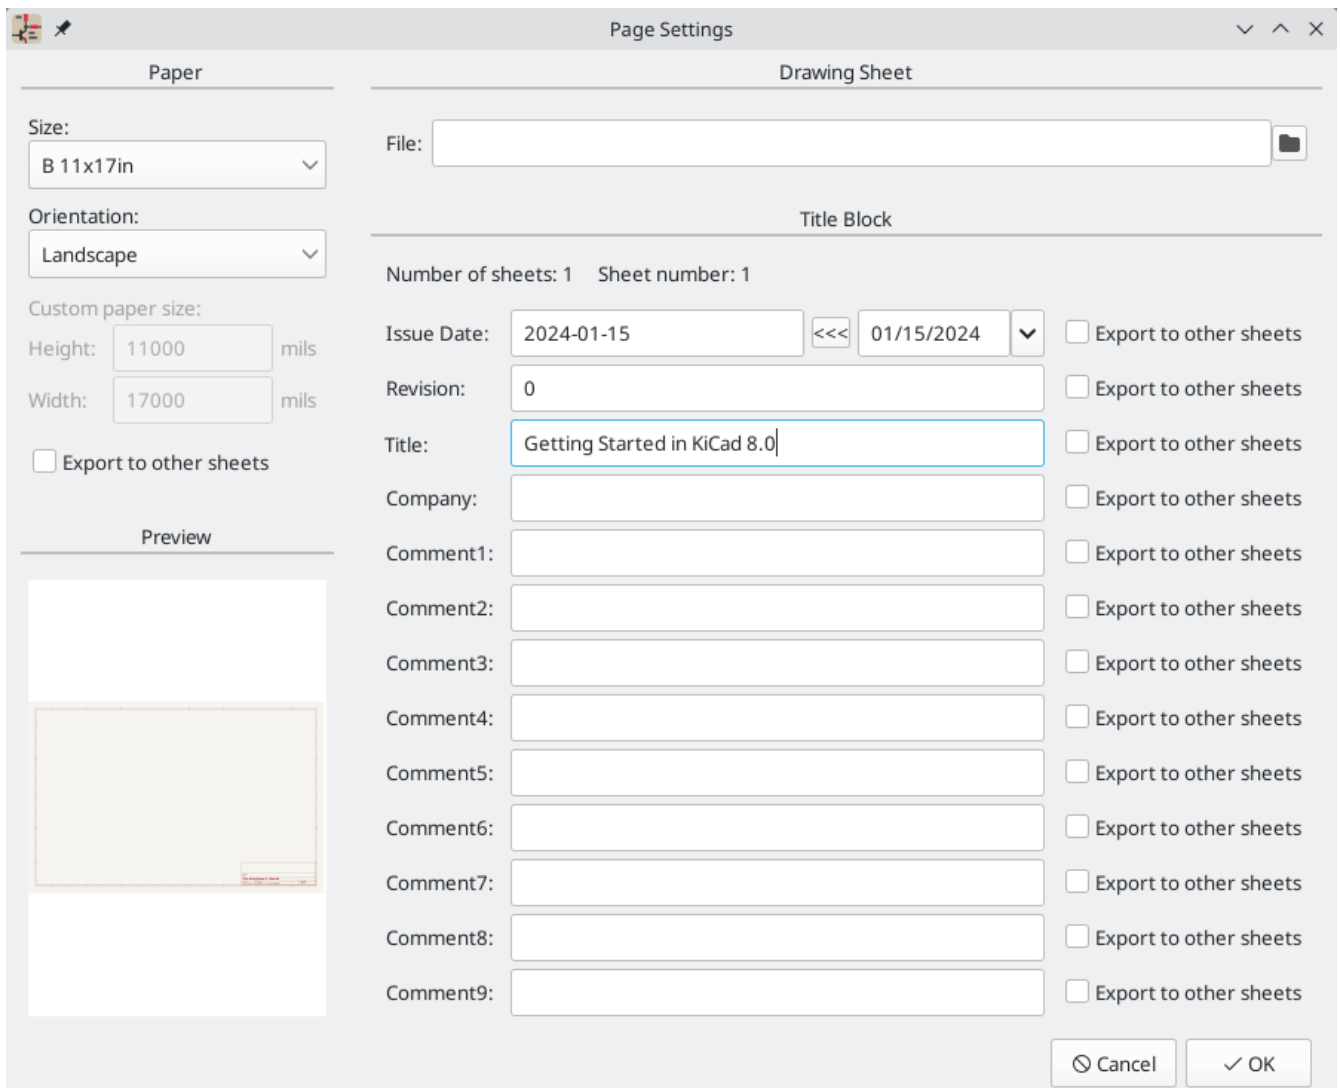 Page Settings
Paper
Size:
B 11x17in
Orientation:
Landscape
Custom paper size:
Height: 11000 mils
Width: 17000 mils
Export to other sheets
Preview
Drawing Sheet
File:
Title Block
Number of sheets: 1 Sheet number: 1
Issue Date: 2024-01-15 <<< 01/15/2024 Export to other sheets
Revision: 0 Export to other sheets
Title: Getting Started in KiCad 8.0 Export to other sheets
Company: Export to other sheets
Comment1: Export to other sheets
Comment2: Export to other sheets
Comment3: Export to other sheets
Comment4: Export to other sheets
Comment5: Export to other sheets
Comment6: Export to other sheets
Comment7: Export to other sheets
Comment8: Export to other sheets
Comment9: Export to other sheets
Cancel OK